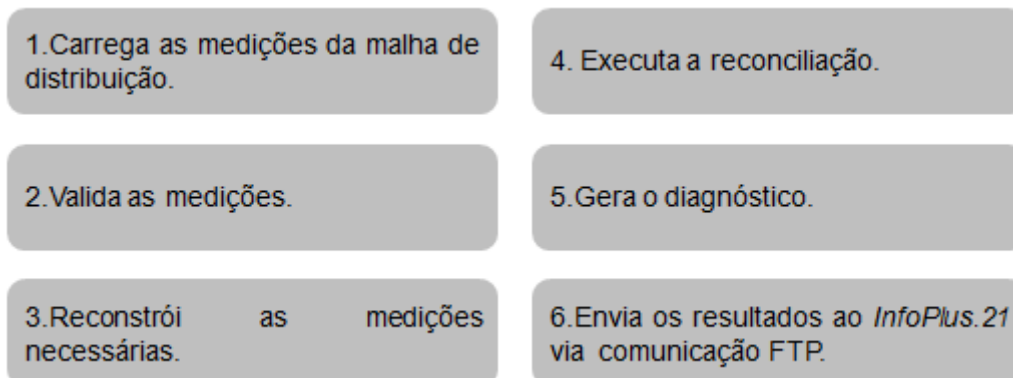 1.Carrega as medições da malha de
distribuição.
2.Valida as medições.
3.Reconstrói as medições
necessárias.
4. Executa a reconciliação.
5.Gera o diagnóstico.
6.Envia os resultados ao InfoPlus.21
via comunicação FTP.